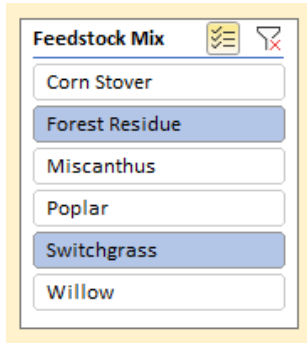 Feedstock Mix
Corn Stover
Forest Residue
Miscanthus
Poplar
Switchgrass
Willow